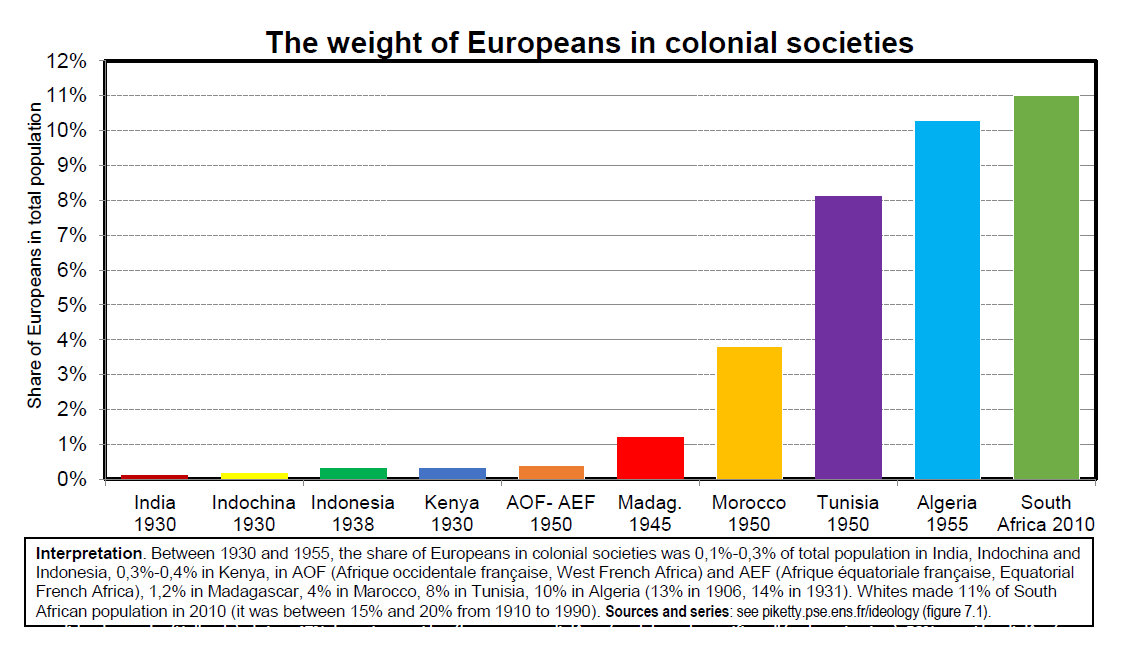 The weight of Europeans in colonial societies
Share of Europeans in total population
12%
11%
10%
9%
8%
7%
6%
5%
4%
3%
2%
1%
0%
India Indochina Indonesia Kenya AOF- AEF Madag. Morocco Tunisia Algeria South
1930 1930 1938 1930 1950 1945 1950 1950 1955 Africa 2010
Interpretation. Between 1930 and 1955, the share of Europeans in colonial societies was 0,1%-0,3% of total population in India, Indochina and
Indonesia, 0,3%-0,4% in Kenya, in AOF (Afrique occidentale française, West French Africa) and AEF (Afrique équatoriale française, Equatorial
French Africa), 1,2% in Madagascar, 4% in Marocco, 8% in Tunisia, 10% in Algeria (13% in 1906, 14% in 1931). Whites made 11% of South
African population in 2010 (it was between 15% and 20% from 1910 to 1990). Sources and series: see piketty.pse.ens.fr/ideology (figure 7.1).